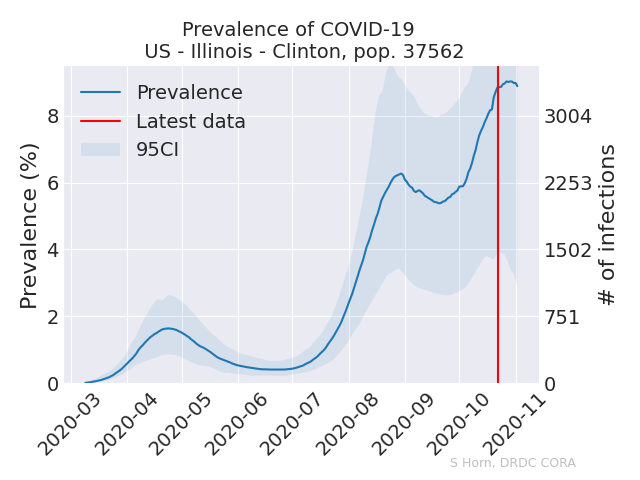 Prevalence of COVID-19
US - Illinois - Clinton, pop. 37562
Prevalence
Latest data
95CI
Prevalence (%)
8
6
4
2
0
3004
2253
1502
751
0
# of infections
2020-03
2020-04
2020-05
2020-06
2020-07
2020-08
2020-09
2020-10
2020-11
S Horn, DRDC CORA